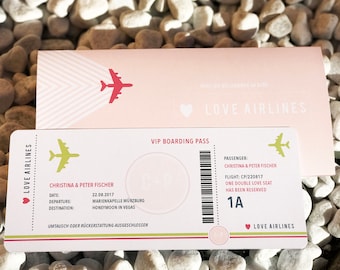 LOVE AIRLINES
VIP BOARDING PASS
CHRISTINA & PETER FISCHER
DATE: 22.08.2017
DEPARTURE: MARIENKAPELLE WÜRZBURG
DESTINATION: HONEYMOON IN VEGAS
UMTAUSCH ODER RÜCKERSTATTUNG AUSGESCHLOSSEN
LOVE AIRLINES
PASSENGER:
CHRISTINA & PETER FISCHER
FLIGHT: CP/220817
ONE DOUBLE LOVE SEAT
HAS BEEN RESERVED
1A
LOVE AIRLINES